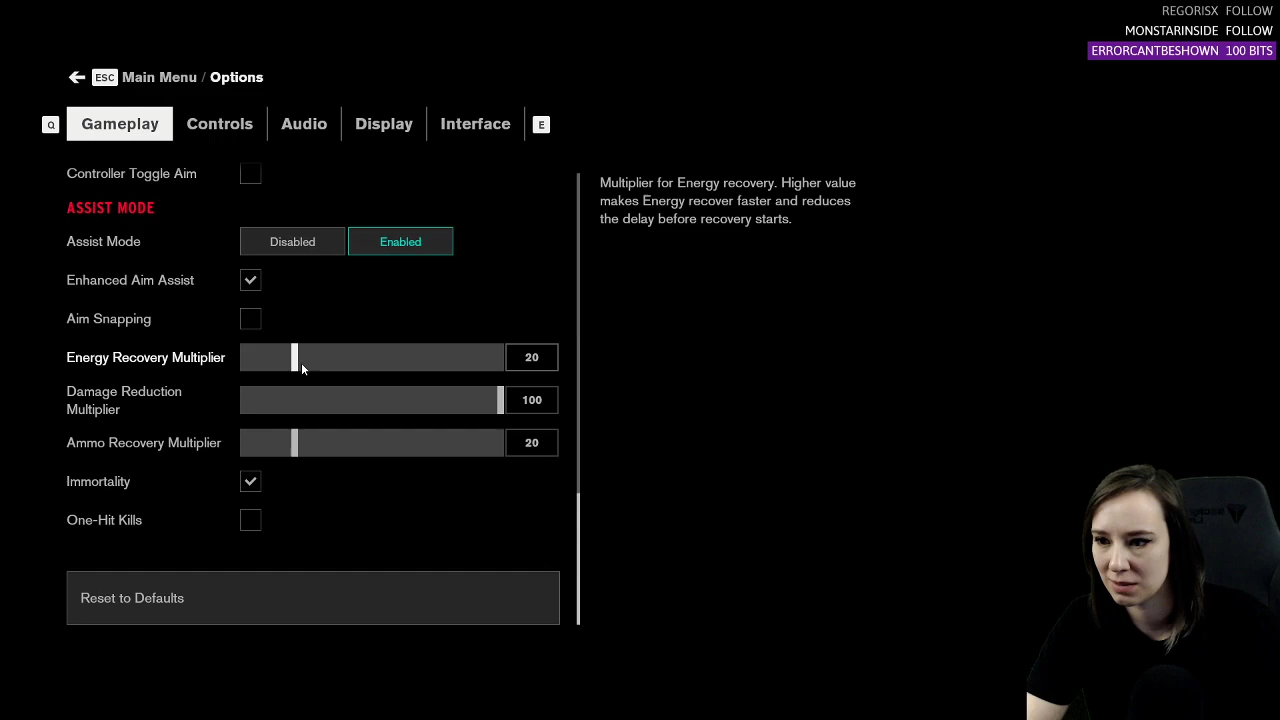 REGORISX FOLLOW
MONSTARINSIDE FOLLOW
ERRORCANTBESHOWN 100 BITS
ESC Main Menu / Options
Q Gameplay Controls Audio Display Interface E
Controller Toggle Aim
ASSIST MODE
Assist Mode Disabled Enabled
Enhanced Aim Assist
Aim Snapping
Energy Recovery Multiplier 20
Damage Reduction
Multiplier 100
Ammo Recovery Multiplier 20
Immortality
One-Hit Kills
Reset to Defaults
Multiplier for Energy recovery. Higher value
makes Energy recover faster and reduces
the delay before recovery starts.